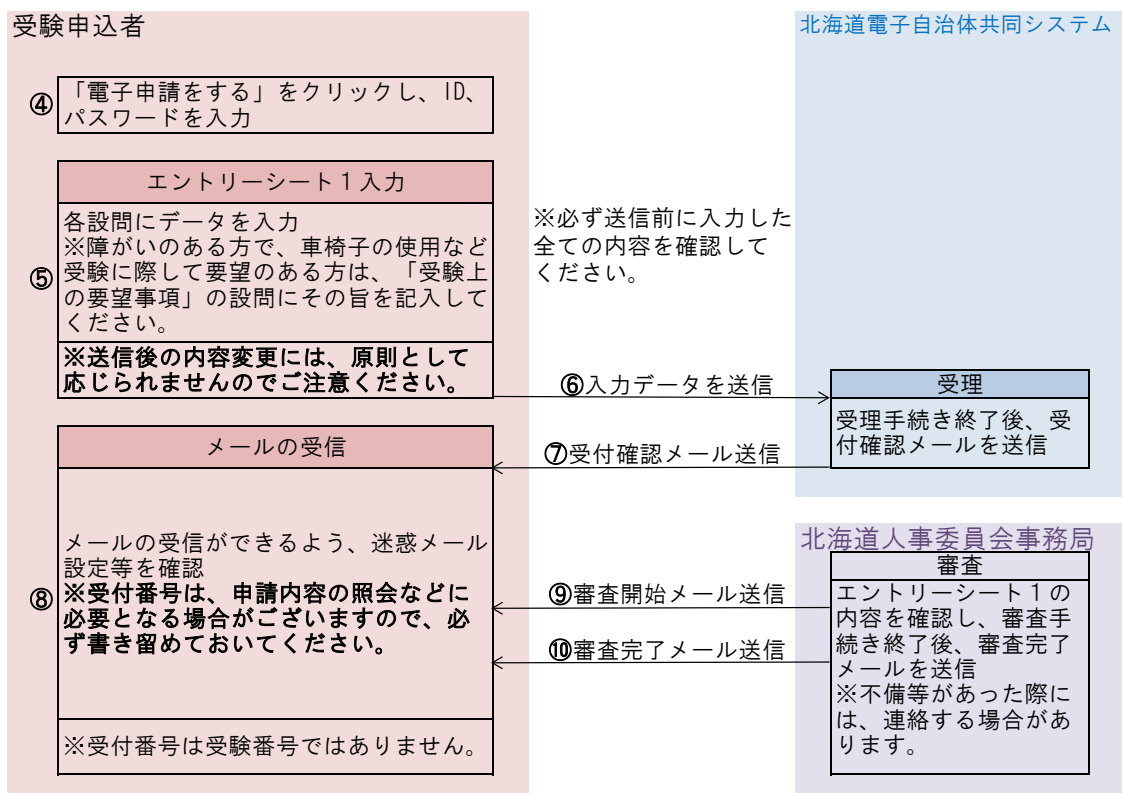 受験申込者
北海道電子自治体共同システム
④
「電子申請をする」をクリックし、ID、
パスワードを入力
エントリーシート1入力
⑤
各設問にデータを入力
※障がいのある方で、車椅子の使用など
受験に際して要望のある方は、「受験上
の要望事項」の設問にその旨を記入して
ください。
※送信後の内容変更には、原則として
応じられませんのでご注意ください。
※必ず送信前に入力した
全ての内容を確認して
ください。
⑥入力データを送信
受理
受理手続き終了後、受
付確認メールを送信
⑦受付確認メール送信
メールの受信
⑧
メールの受信ができるよう、迷惑メール
設定等を確認
※受付番号は、申請内容の照会などに
必要となる場合がございますので、必
ず書き留めておいてください。
※受付番号は受験番号ではありません。
⑨審査開始メール送信
⑩審査完了メール送信
北海道人事委員会事務局
審査
エントリーシート1の
内容を確認し、審査手
続き終了後、審査完了
メールを送信
※不備等があった際に
は、連絡する場合があ
ります。